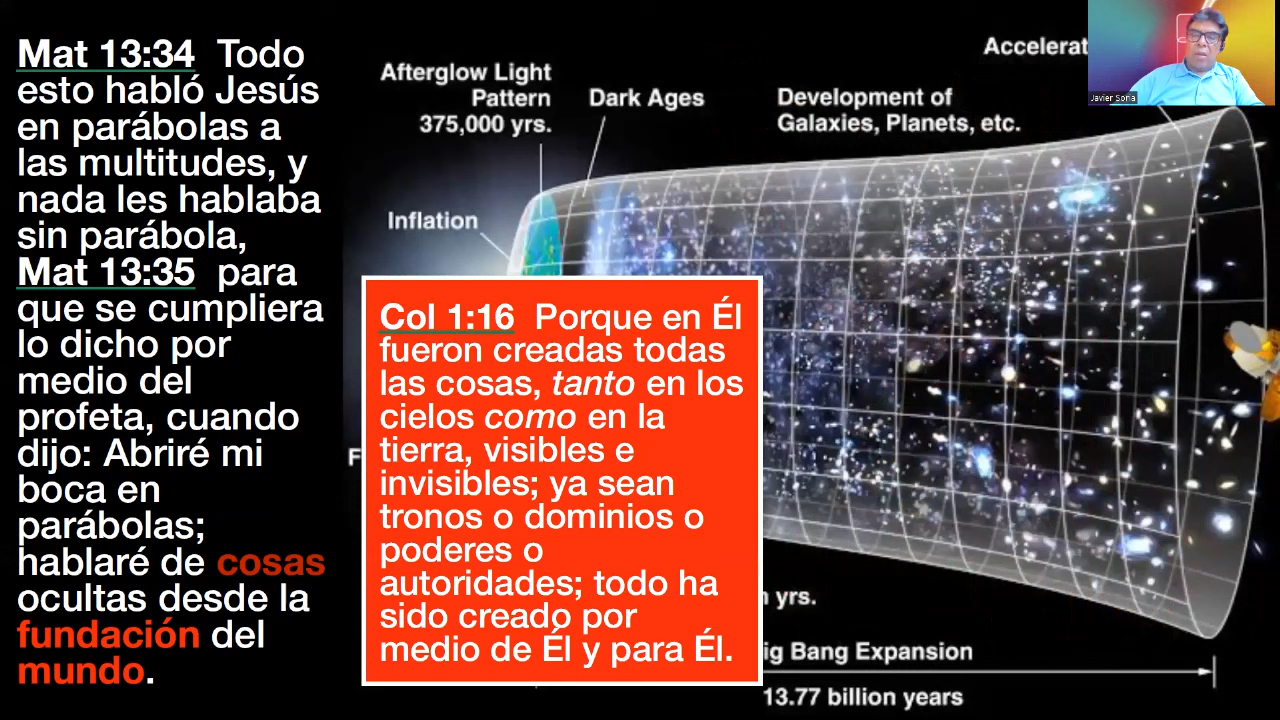 Mat 13:34 Todo
esto habló Jesús
en parábolas a
las multitudes, y
nada les hablaba
sin parábola,
Mat 13:35 para
que se cumpliera
lo dicho por
medio del
profeta, cuando
dijo: Abriré mi
boca en
parábolas;
hablaré de cosas
ocultas desde la
fundación del
mundo.
Afterglow Light
Pattern
375,000 yrs.
Dark Ages
Development of
Galaxies, Planets, etc.
Inflation
Javier Soria
Col 1:16 Porque en Él
fueron creadas todas
las cosas, tanto en los
cielos como en la
tierra, visibles e
invisibles; ya sean
tronos o dominios o
poderes o
autoridades; todo ha
sido creado por
medio de Él y para Él.
yrs.
Bang Expansion
13.77 billion years